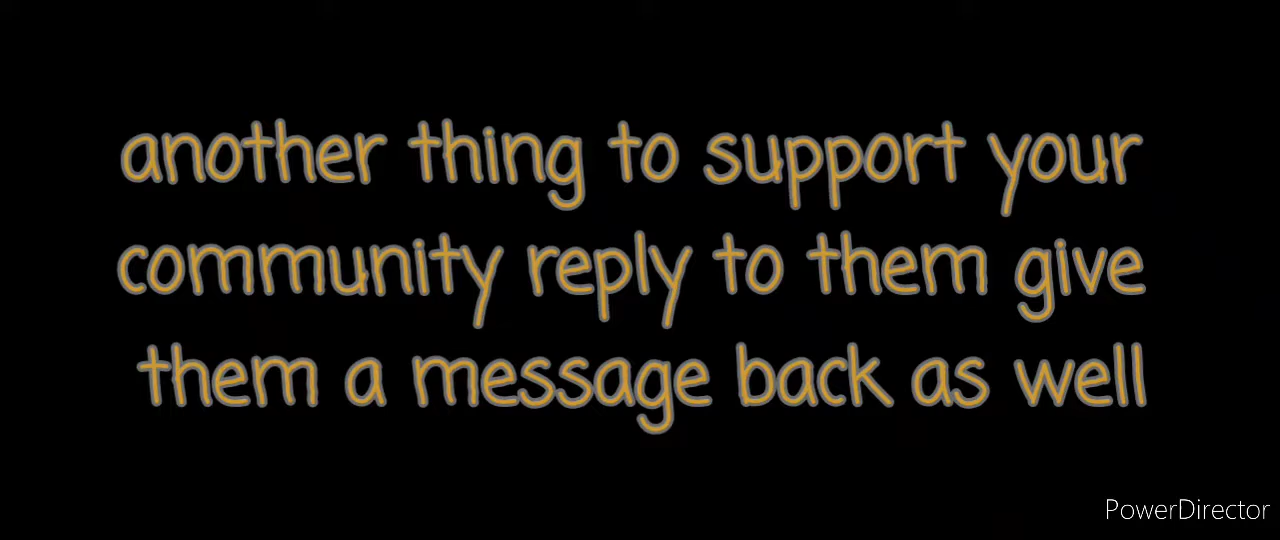 another thing to support your
community reply to them give
them a message back as well
PowerDirector